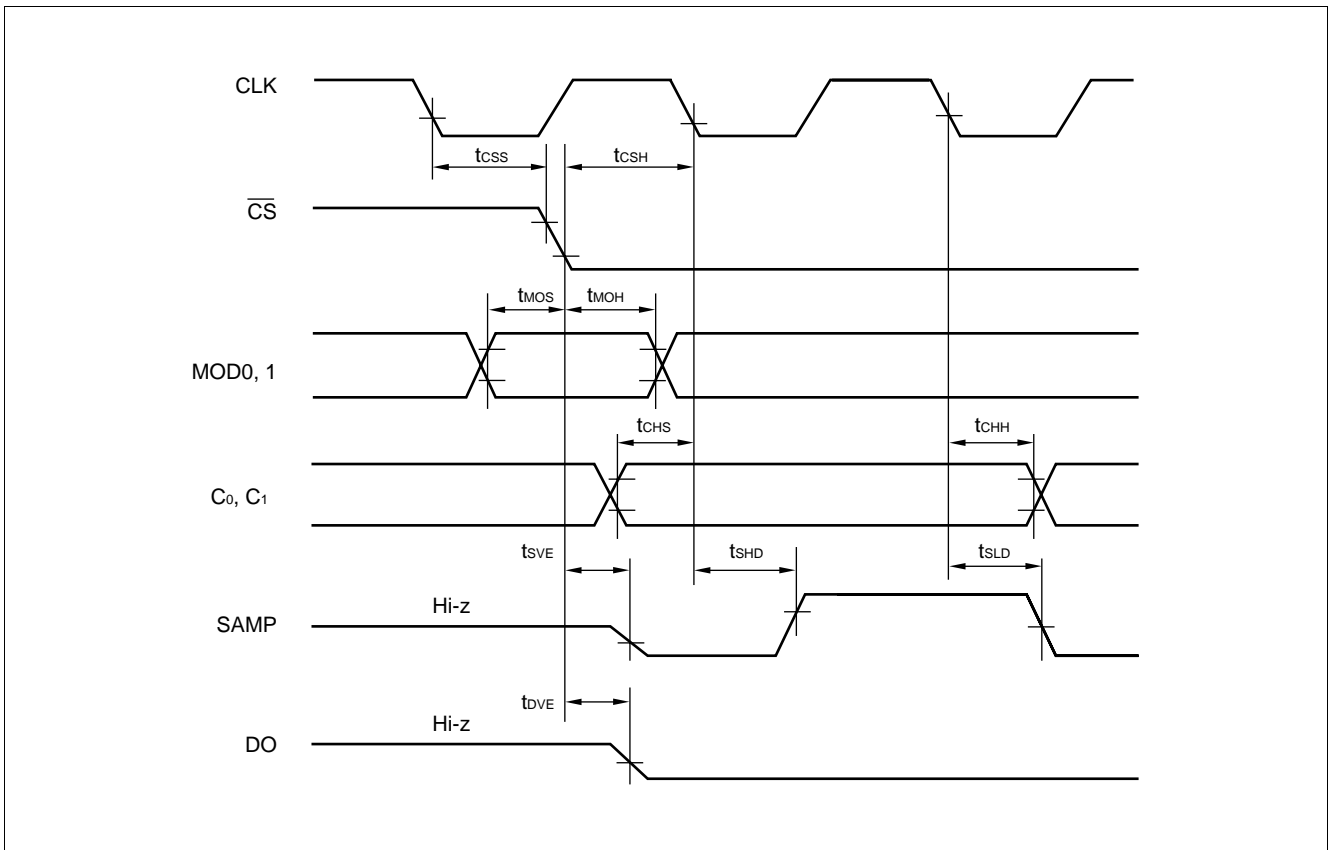 CLK
tCSS
tCSH
CS
tMOS
tMOH
MOD0, 1
tCHS
tCHH
C0, C1
tSVE
tSHD
tSLD
Hi-z
SAMP
tDVE
Hi-z
DO